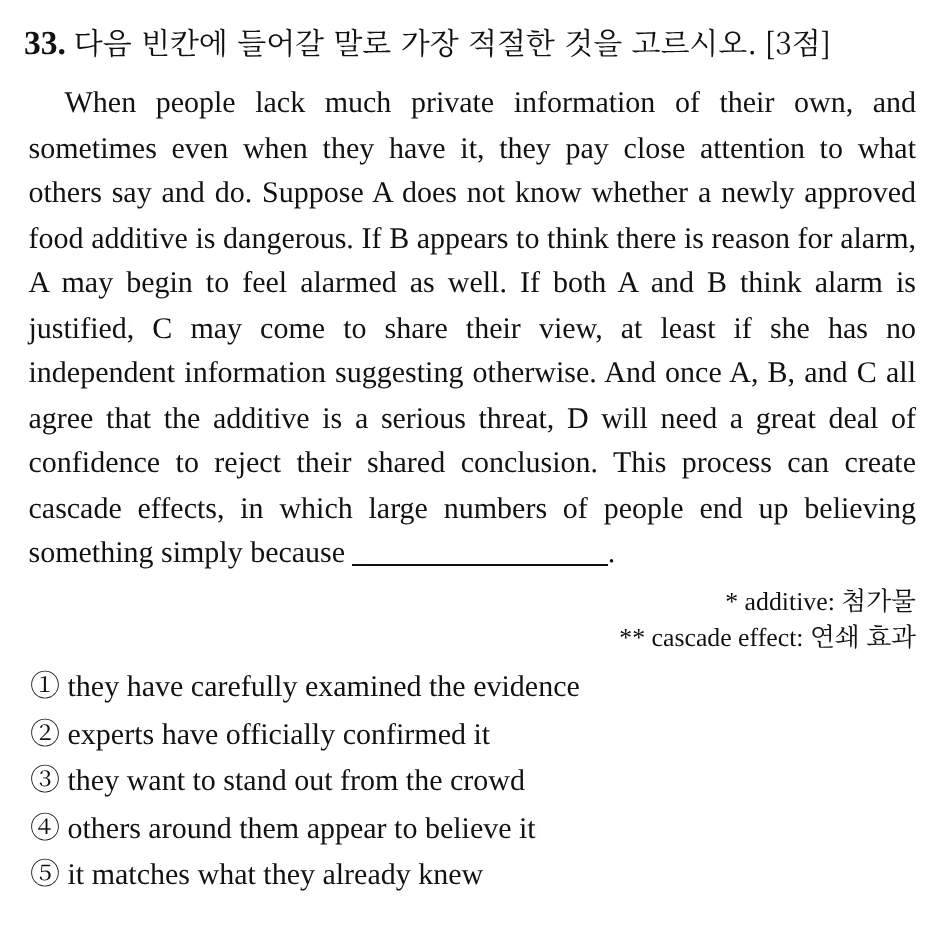 33. 다음 빈칸에 들어갈 말로 가장 적절한 것을 고르시오. [3점]
When people lack much private information of their own, and
sometimes even when they have it, they pay close attention to what
others say and do. Suppose A does not know whether a newly approved
food additive is dangerous. If B appears to think there is reason for alarm,
A may begin to feel alarmed as well. If both A and B think alarm is
justified, C may come to share their view, at least if she has no
independent information suggesting otherwise. And once A, B, and C all
agree that the additive is a serious threat, D will need a great deal of
confidence to reject their shared conclusion. This process can create
cascade effects, in which large numbers of people end up believing
something simply because ____________________.
* additive: 첨가물
** cascade effect: 연쇄 효과
① they have carefully examined the evidence
② experts have officially confirmed it
③ they want to stand out from the crowd
④ others around them appear to believe it
⑤ it matches what they already knew